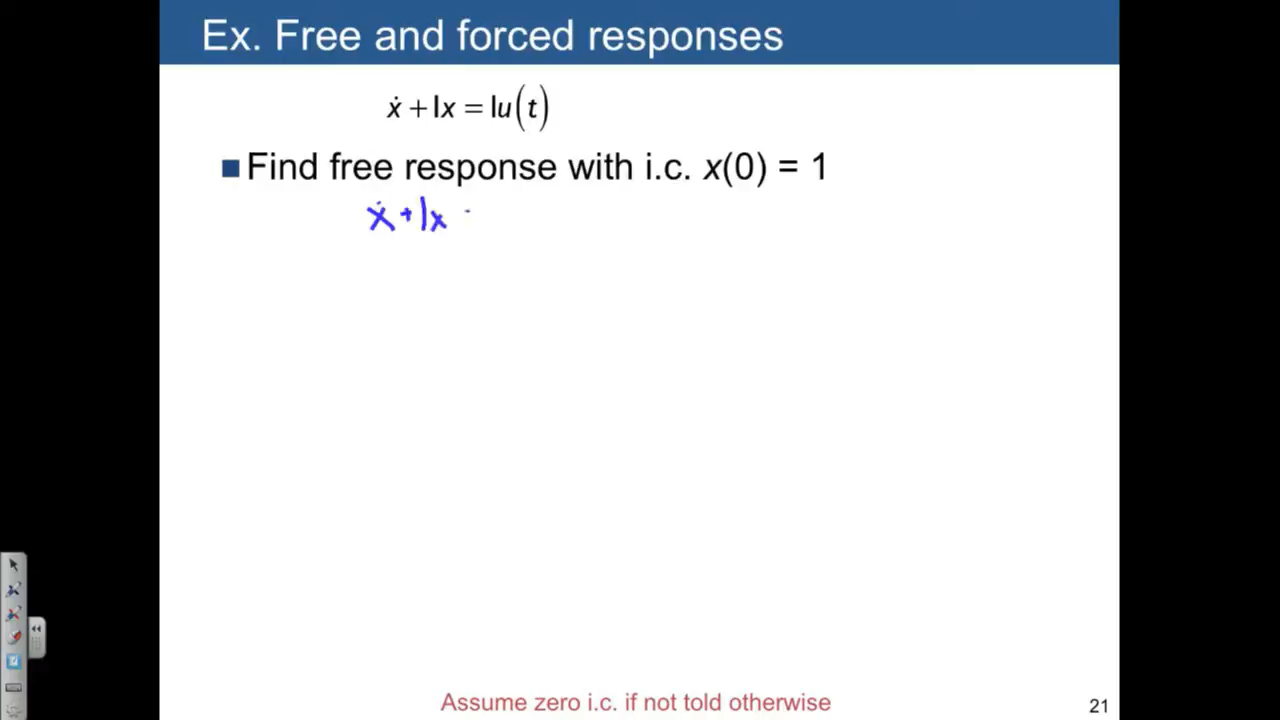 Ex. Free and forced responses
ẋ + 1x = 1u(t)
Find free response with i.c. x(0) = 1
ẋ + 1x -
Assume zero i.c. if not told otherwise
21